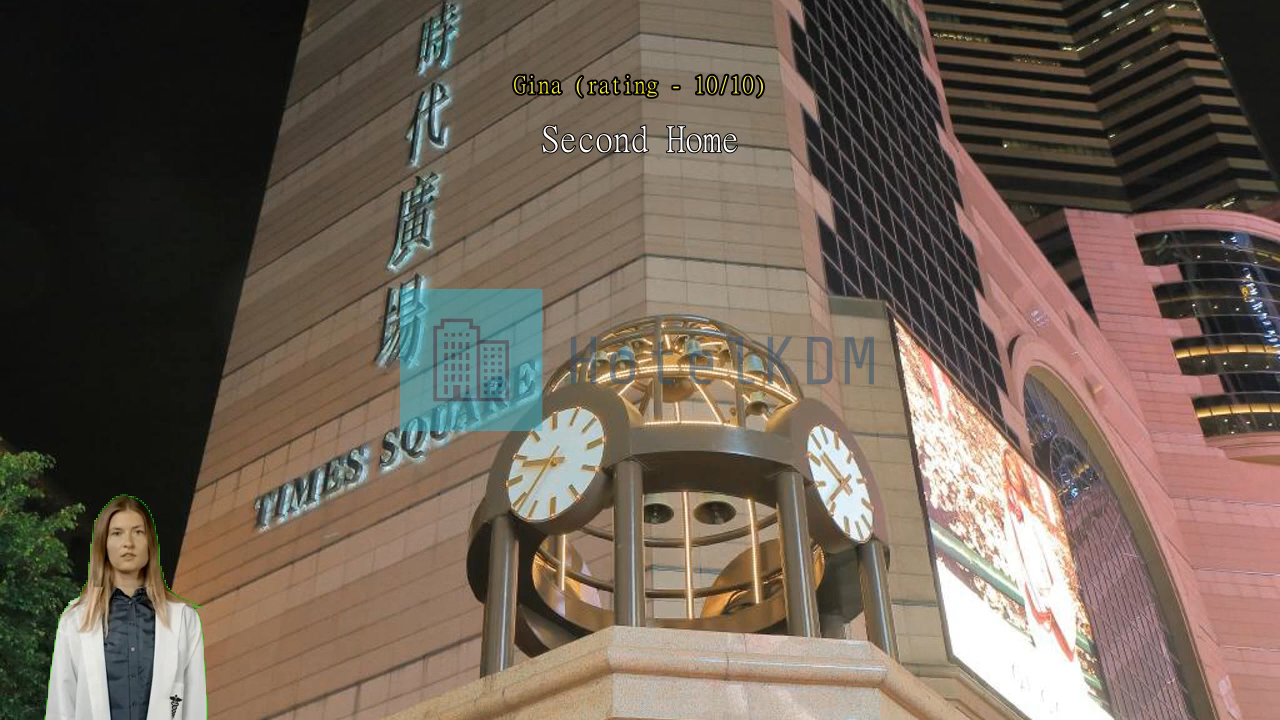 Gina (rating - 10/10)
Second Home
時代廣場
TIMES SQUARE
HotelKDM